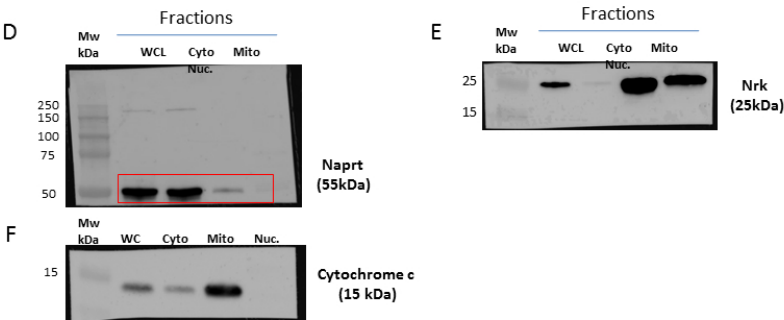 D
Fractions
Mw
kDa
WCL Cyto Mito
Nuc.
250
150
100
75
50
Naprt
(55kDa)
E
Fractions
Mw
kDa
WCL Cyto Mito
Nuc.
25
15
Nrk
(25kDa)
F
Mw
kDa
WC Cyto Mito Nuc.
15
Cytochrome c
(15 kDa)